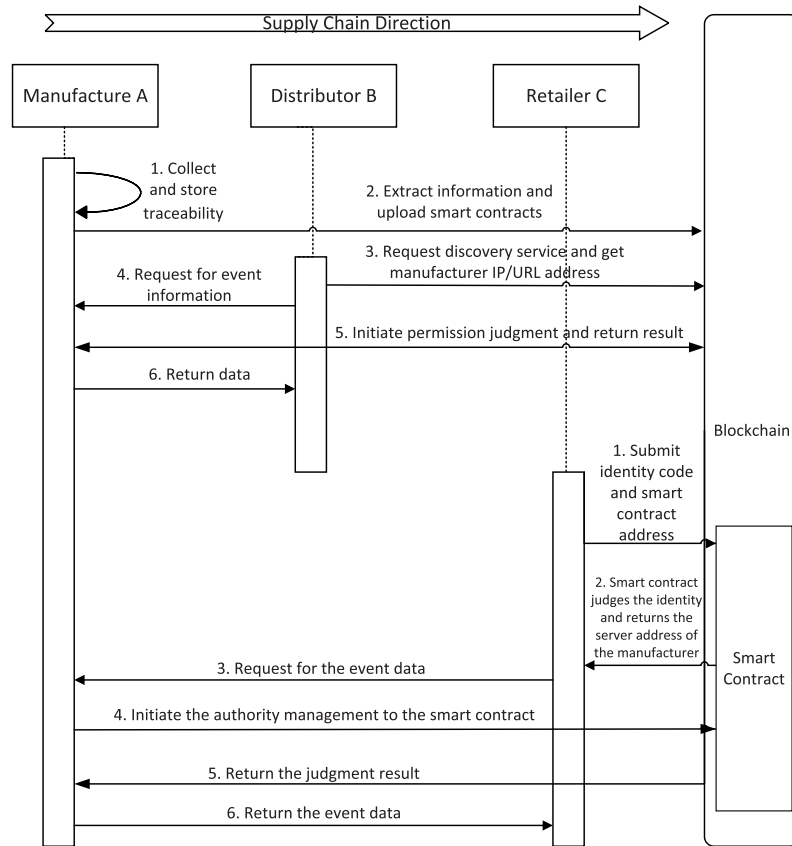 Supply Chain Direction
Manufacture A
Distributor B
Retailer C
1. Collect
and store
traceability
2. Extract information and
upload smart contracts
3. Request discovery service and get
manufacturer IP/URL address
4. Request for event
information
5. Initiate permission judgment and return result
6. Return data
Blockchain
1. Submit
identity code
and smart
contract
address
2. Smart contract
judges the identity
and returns the
server address of
the manufacturer
Smart
Contract
3. Request for the event data
4. Initiate the authority management to the smart contract
5. Return the judgment result
6. Return the event data